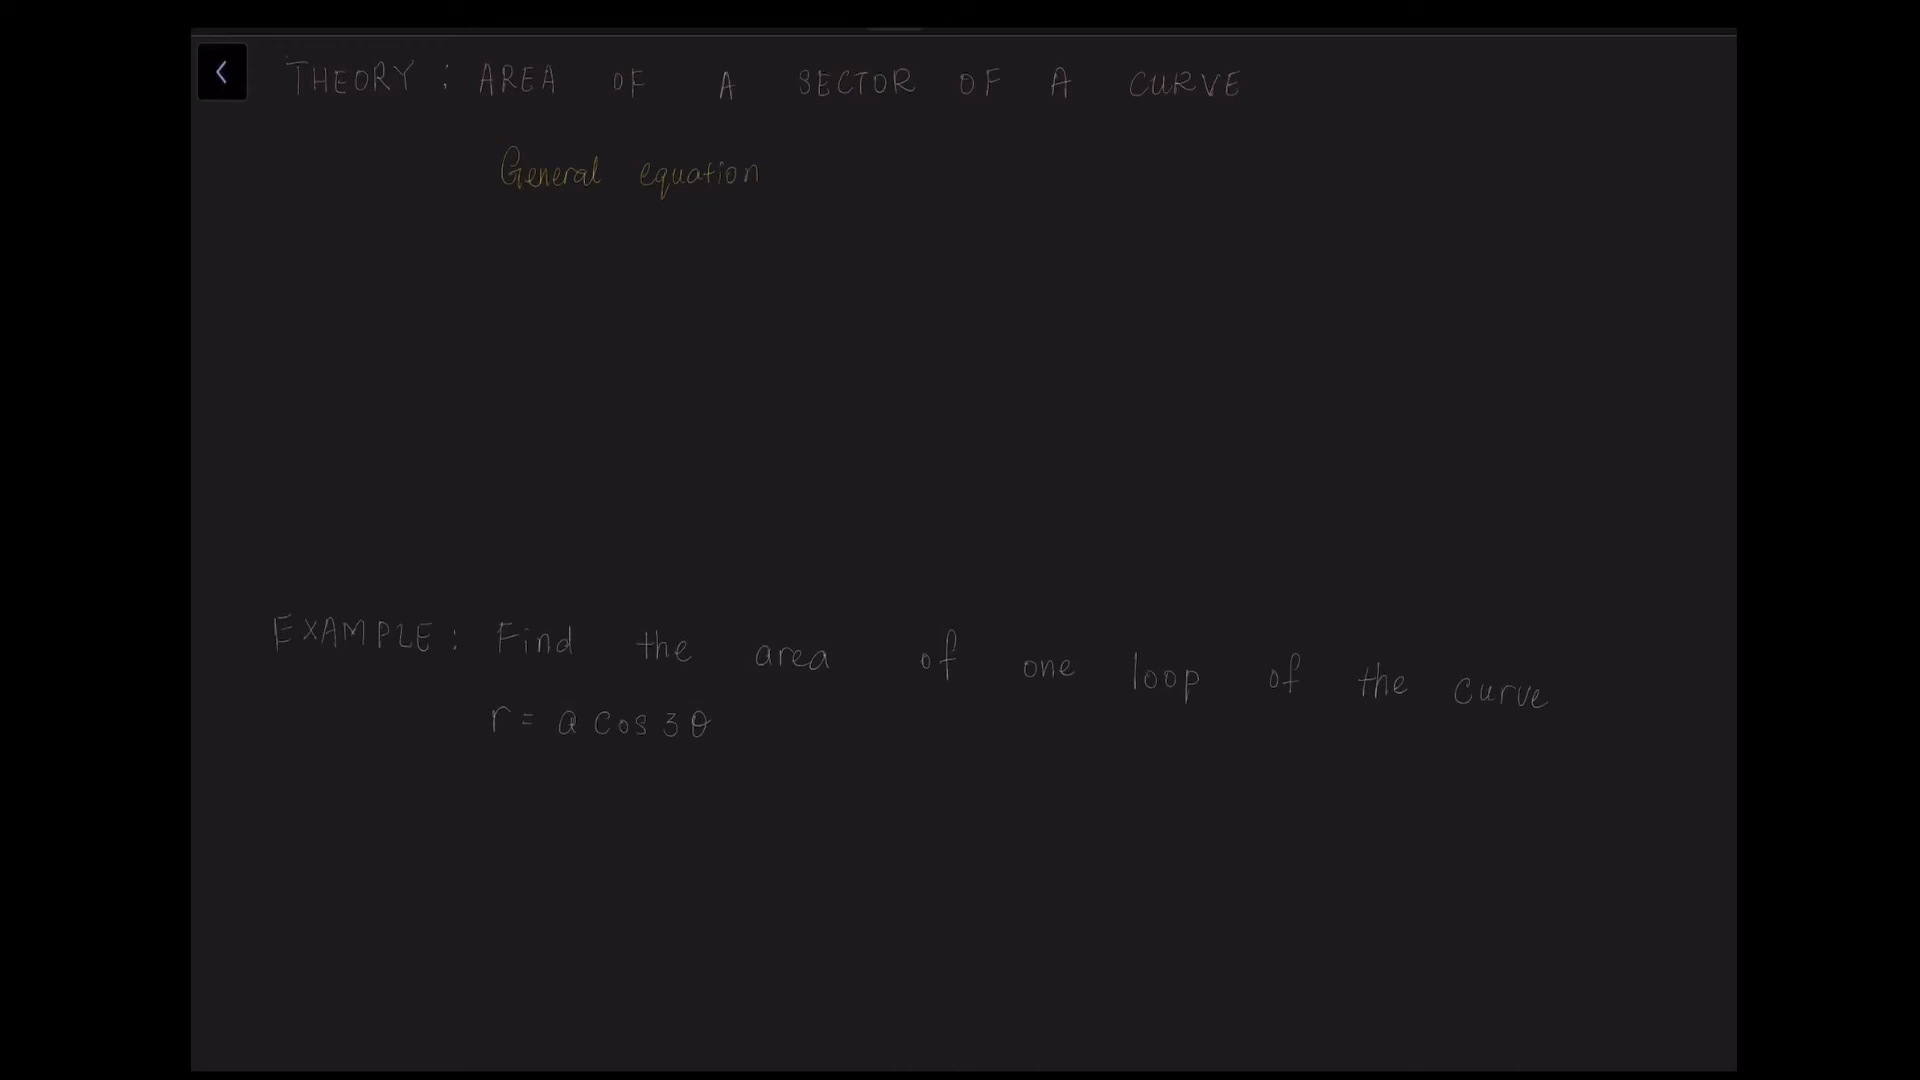 THEORY : AREA OF A SECTOR OF A CURVE
General equation
EXAMPLE : Find the area of one loop of the curve
r = a cos 3θ